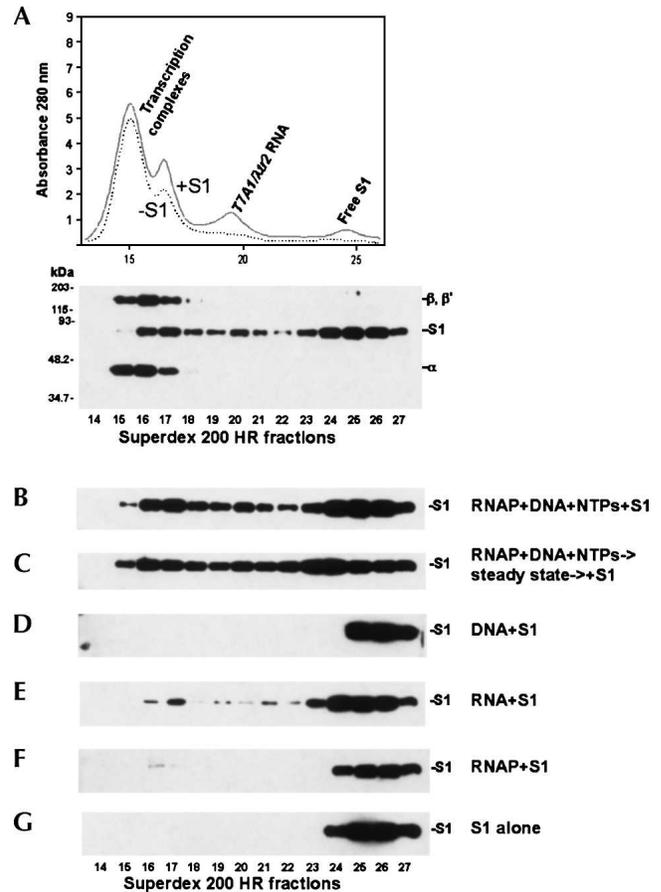 A
Absorbance 280 nm
9
8
7
6
5
4
3
2
1
Transcription
complexes
+S1
-S1
T7A1/λtr2 RNA
Free S1
15 20 25
kDa
203-
115-
93-
48.2-
34.7-
-β, β'
-S1
-α
14 15 16 17 18 19 20 21 22 23 24 25 26 27
Superdex 200 HR fractions
B -S1 RNAP+DNA+NTPs+S1
C -S1 RNAP+DNA+NTPs->
steady state->+S1
D -S1 DNA+S1
E -S1 RNA+S1
F -S1 RNAP+S1
G -S1 S1 alone
14 15 16 17 18 19 20 21 22 23 24 25 26 27
Superdex 200 HR fractions